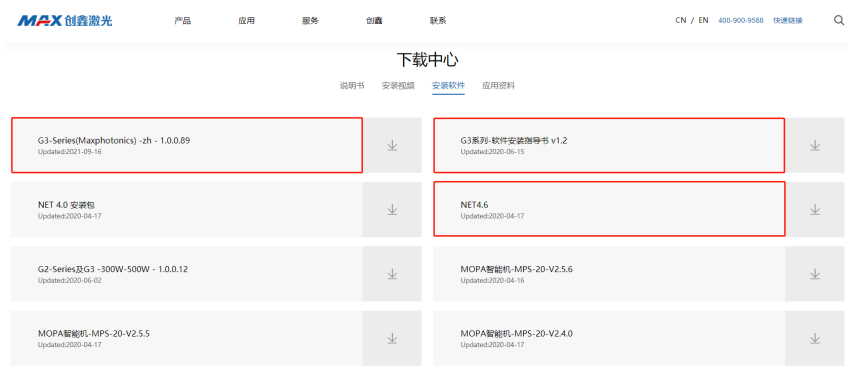 MAX 创鑫激光 产品 应用 服务 创鑫 联系 CN / EN 400-900-9588 快速链接
下载中心
说明书 安装视频 安装软件 应用资料
G3-Series(Maxphotonics) -zh - 1.0.0.89
Updated:2021-09-16
G3系列-软件安装指导书 v1.2
Updated:2020-06-15
NET 4.0 安装包
Updated:2020-04-17
NET4.6
Updated:2020-04-17
G2-Series及G3 -300W-500W - 1.0.0.12
Updated:2020-06-02
MOPA智能机-MPS-20-V2.5.6
Updated:2020-04-16
MOPA智能机-MPS-20-V2.5.5
Updated:2020-04-17
MOPA智能机-MPS-20-V2.4.0
Updated:2020-04-17